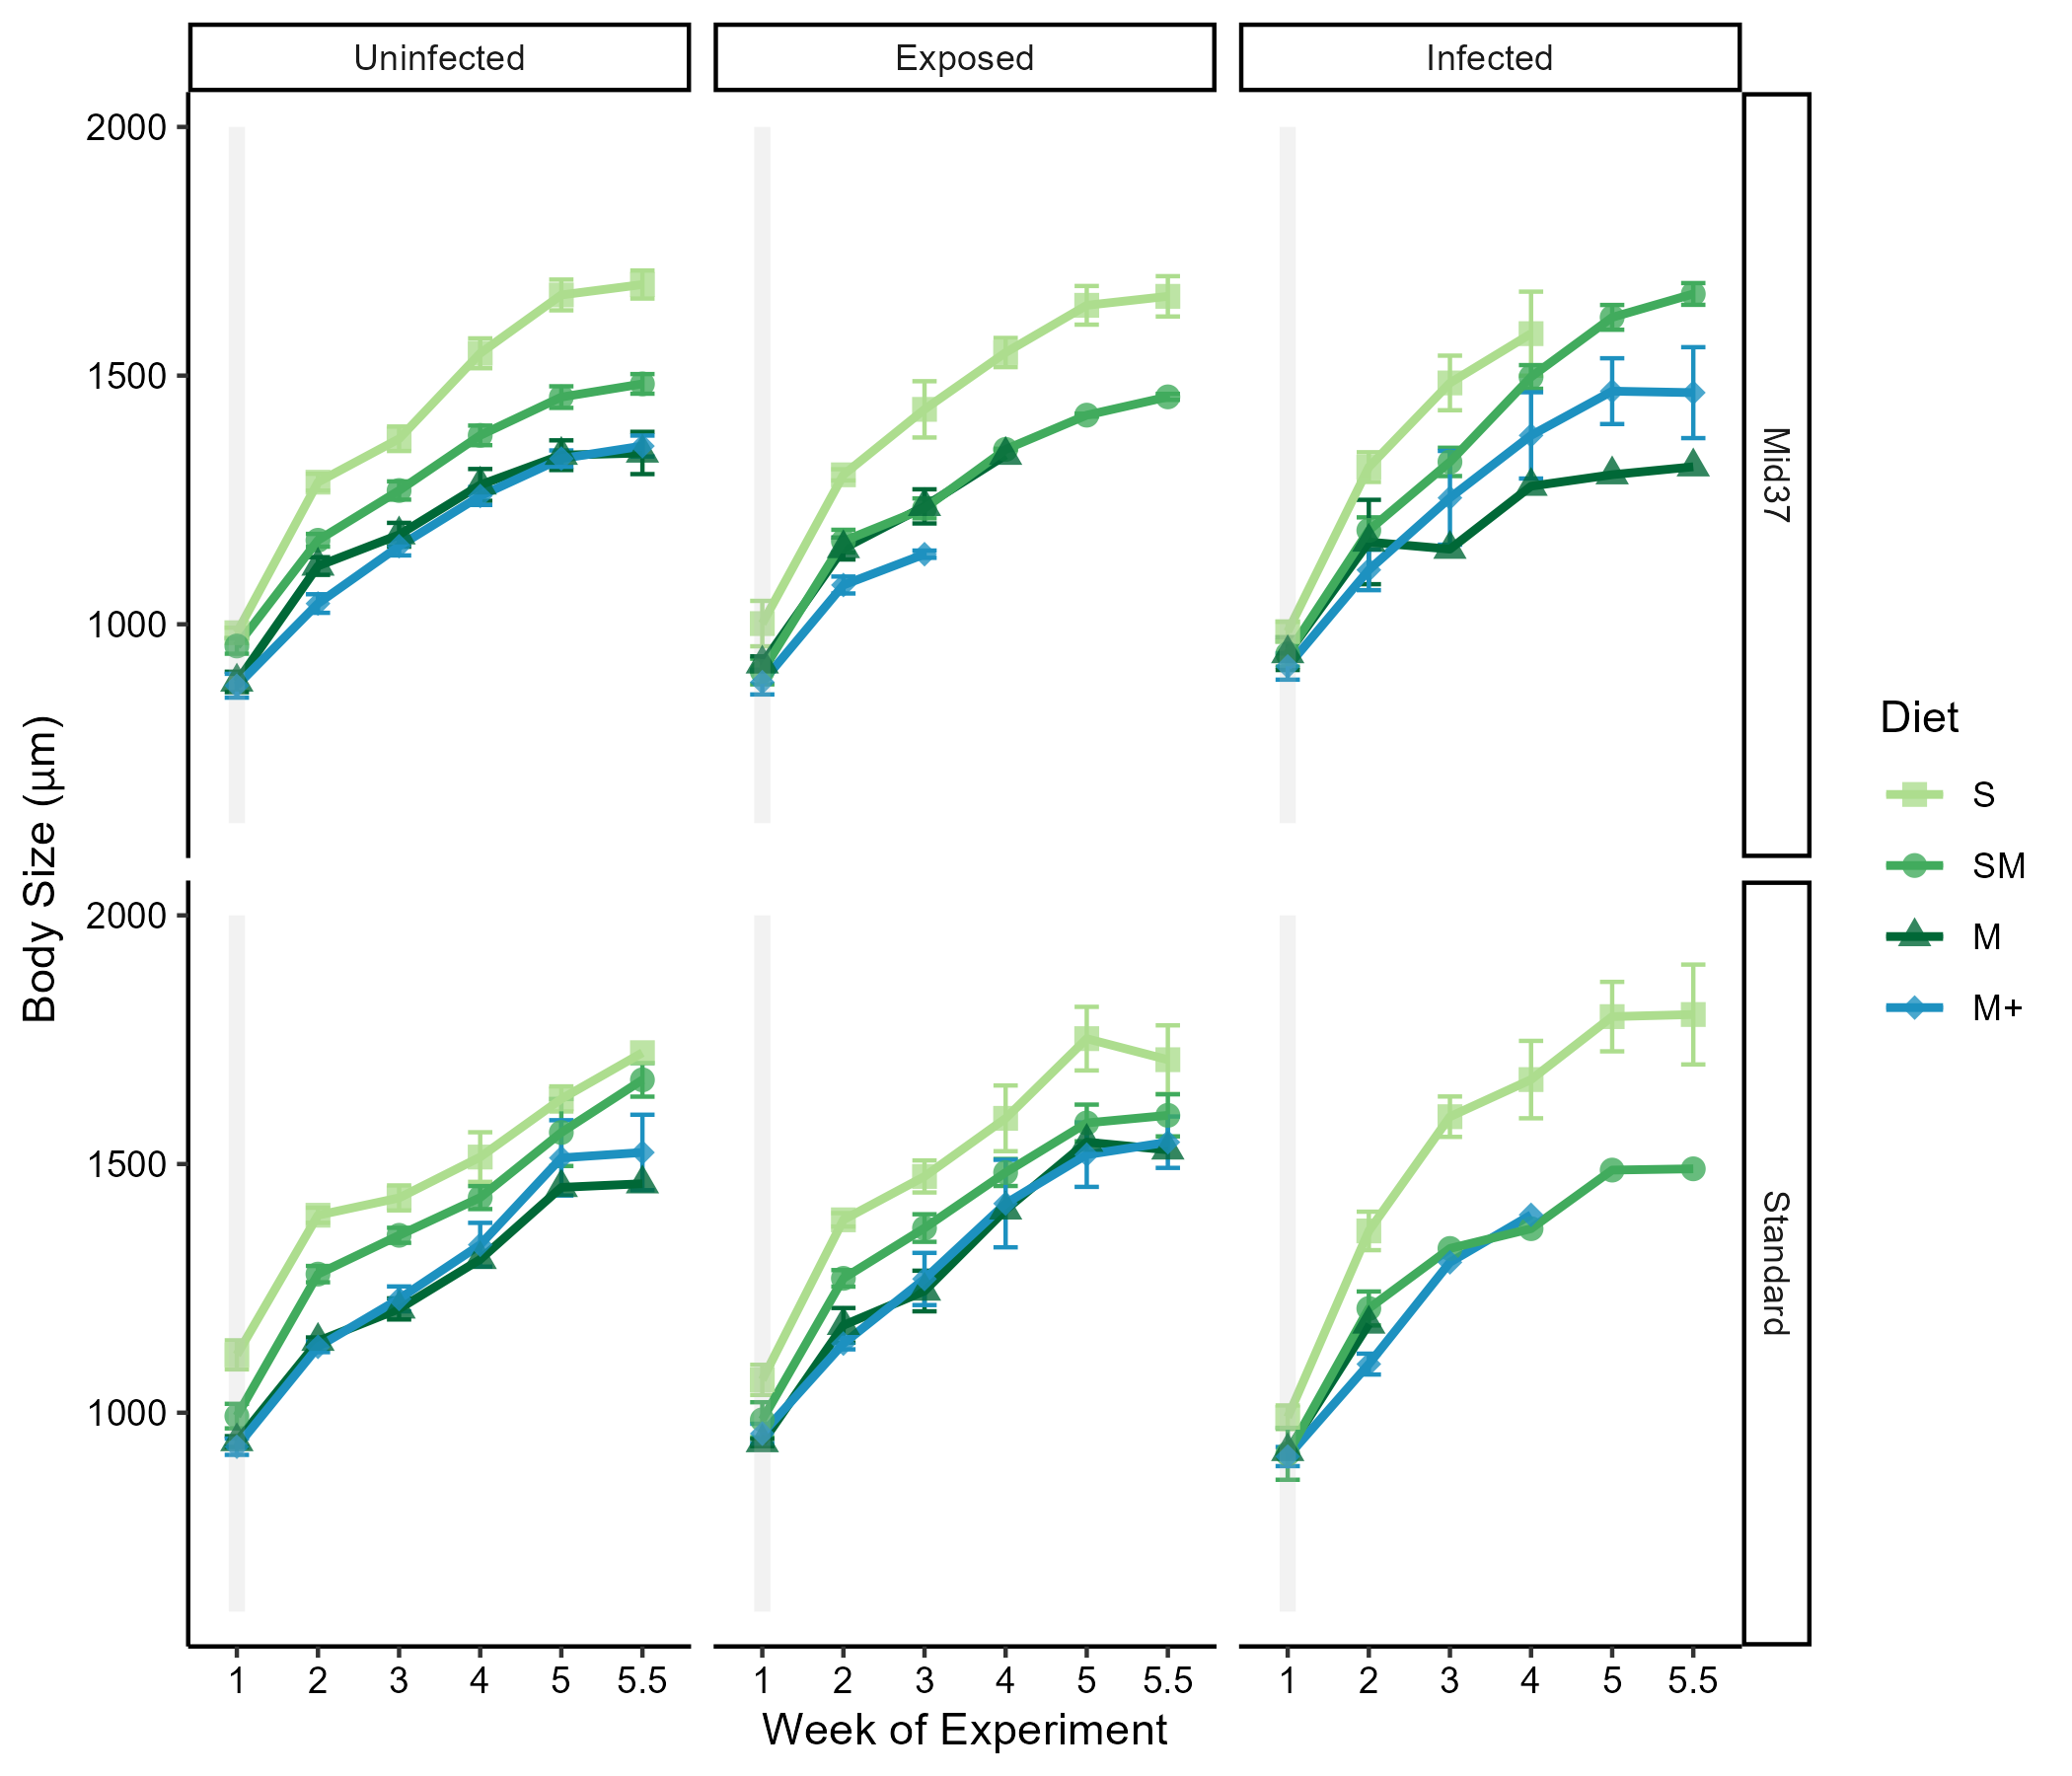 Uninfected Exposed Infected
2000
1500
1000
Mid37
Body Size (µm)
2000
1500
1000
Standard
1 2 3 4 5 5.5 1 2 3 4 5 5.5 1 2 3 4 5 5.5
Week of Experiment
Diet
S
SM
M
M+